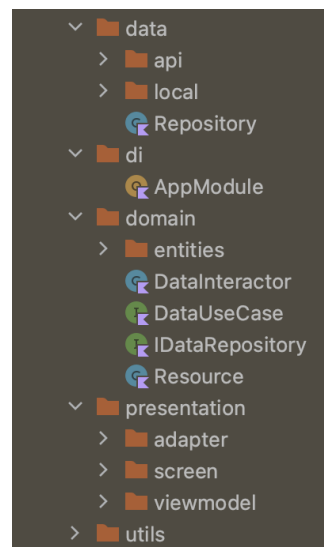 data
api
local
Repository
di
AppModule
domain
entities
DataInteractor
DataUseCase
IDataRepository
Resource
presentation
adapter
screen
viewmodel
utils